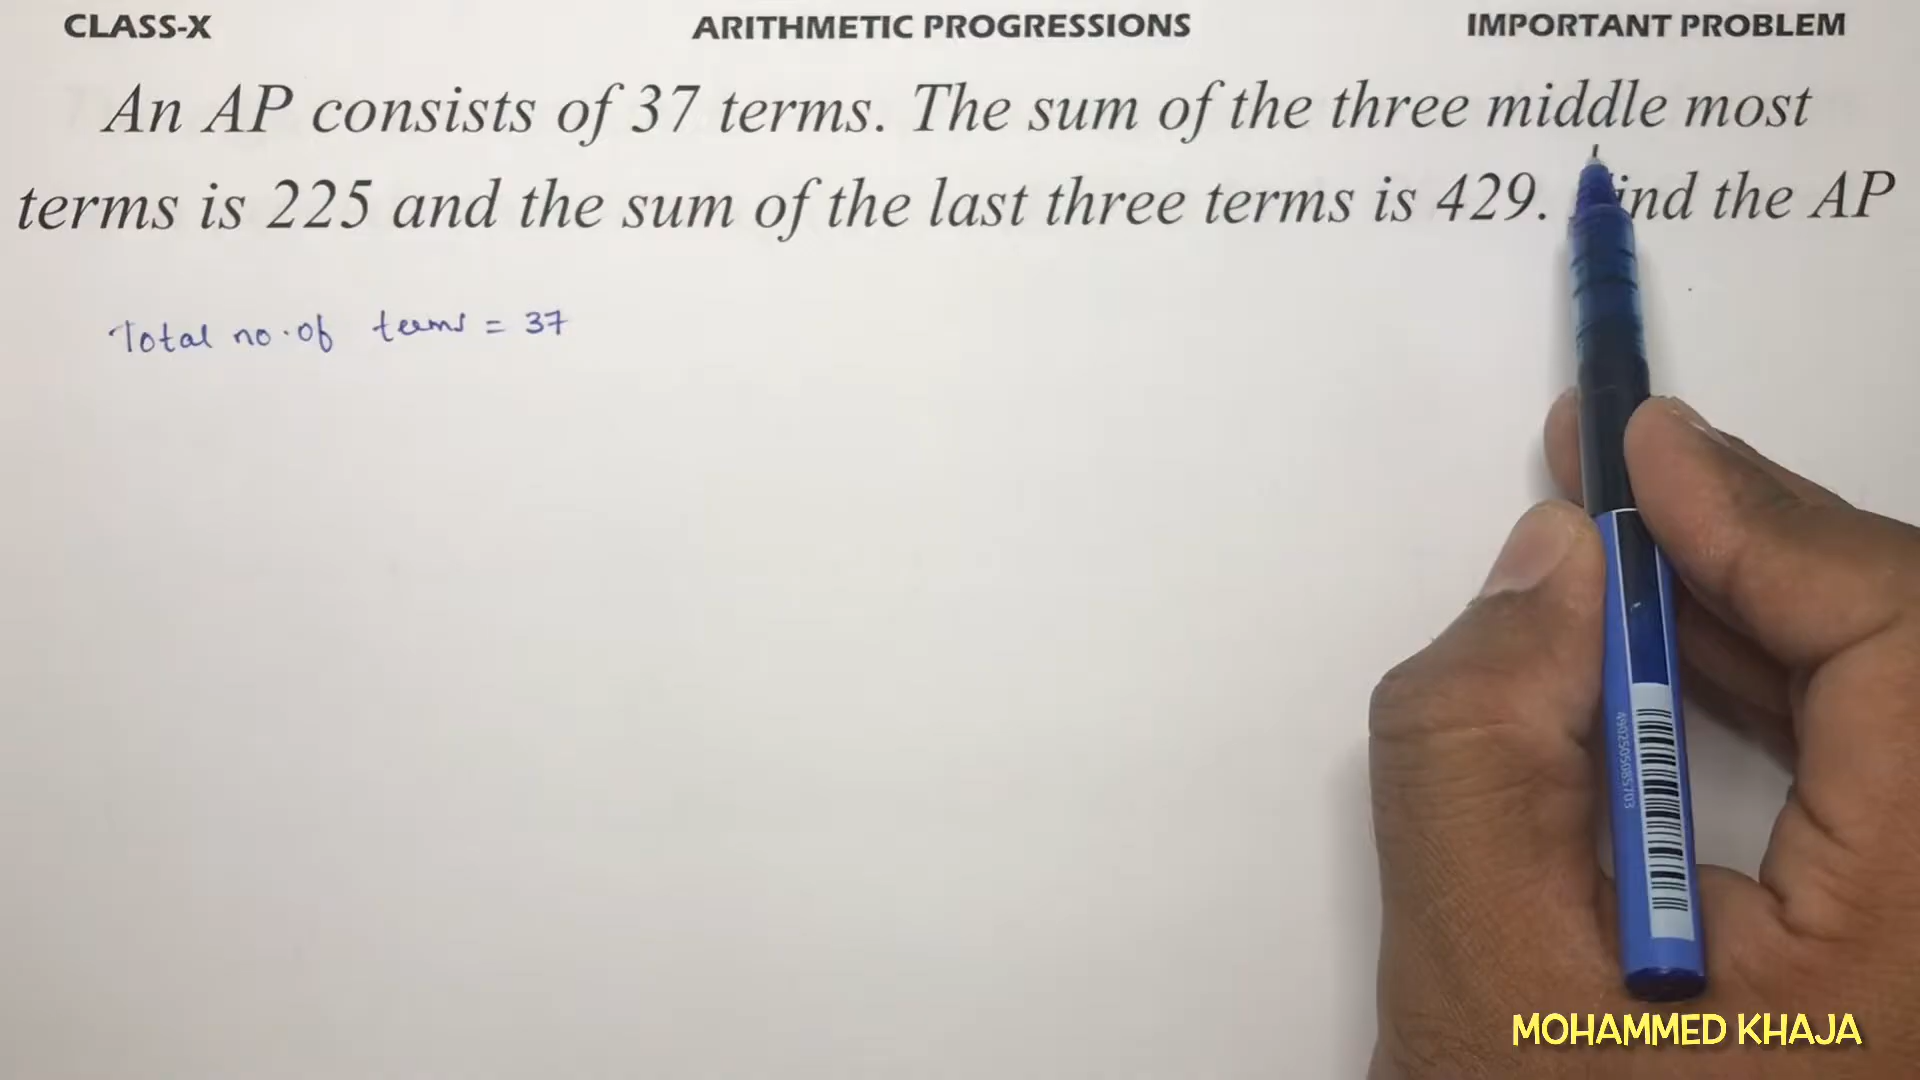 CLASS-X ARITHMETIC PROGRESSIONS IMPORTANT PROBLEM
An AP consists of 37 terms. The sum of the three middle most
terms is 225 and the sum of the last three terms is 429. the AP
Total no. of terms = 37
4902505085703
MOHAMMED KHAJA